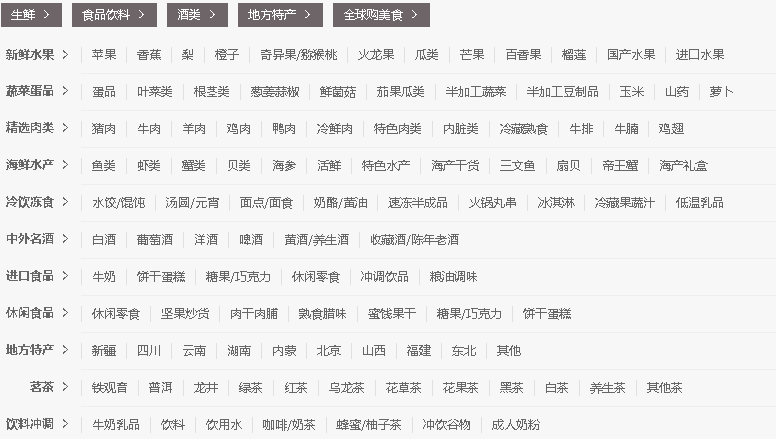 生鲜 > 食品饮料 > 酒类 > 地方特产 > 全球购美食 >
新鲜水果 > 苹果 香蕉 梨 橙子 奇异果/猕猴桃 火龙果 瓜类 芒果 百香果 榴莲 国产水果 进口水果
蔬菜蛋品 > 蛋品 叶菜类 根茎类 葱姜蒜椒 鲜菌菇 茄果瓜类 半加工蔬菜 半加工豆制品 玉米 山药 萝卜
精选肉类 > 猪肉 牛肉 羊肉 鸡肉 鸭肉 冷鲜肉 特色肉类 内脏类 冷藏熟食 牛排 牛腩 鸡翅
海鲜水产 > 鱼类 虾类 蟹类 贝类 海参 活鲜 特色水产 海产干货 三文鱼 扇贝 帝王蟹 海产礼盒
冷饮冻食 > 水饺/馄饨 汤圆/元宵 面点/面食 奶酪/黄油 速冻半成品 火锅丸串 冰淇淋 冷藏果蔬汁 低温乳品
中外名酒 > 白酒 葡萄酒 洋酒 啤酒 黄酒/养生酒 收藏酒/陈年老酒
进口食品 > 牛奶 饼干蛋糕 糖果/巧克力 休闲零食 冲调饮品 粮油调味
休闲食品 > 休闲零食 坚果炒货 肉干肉脯 熟食腊味 蜜饯果干 糖果/巧克力 饼干蛋糕
地方特产 > 新疆 四川 云南 湖南 内蒙 北京 山西 福建 东北 其他
茗茶 > 铁观音 普洱 龙井 绿茶 红茶 乌龙茶 花草茶 花果茶 黑茶 白茶 养生茶 其他茶
饮料冲调 > 牛奶乳品 饮料 饮用水 咖啡/奶茶 蜂蜜/柚子茶 冲饮谷物 成人奶粉